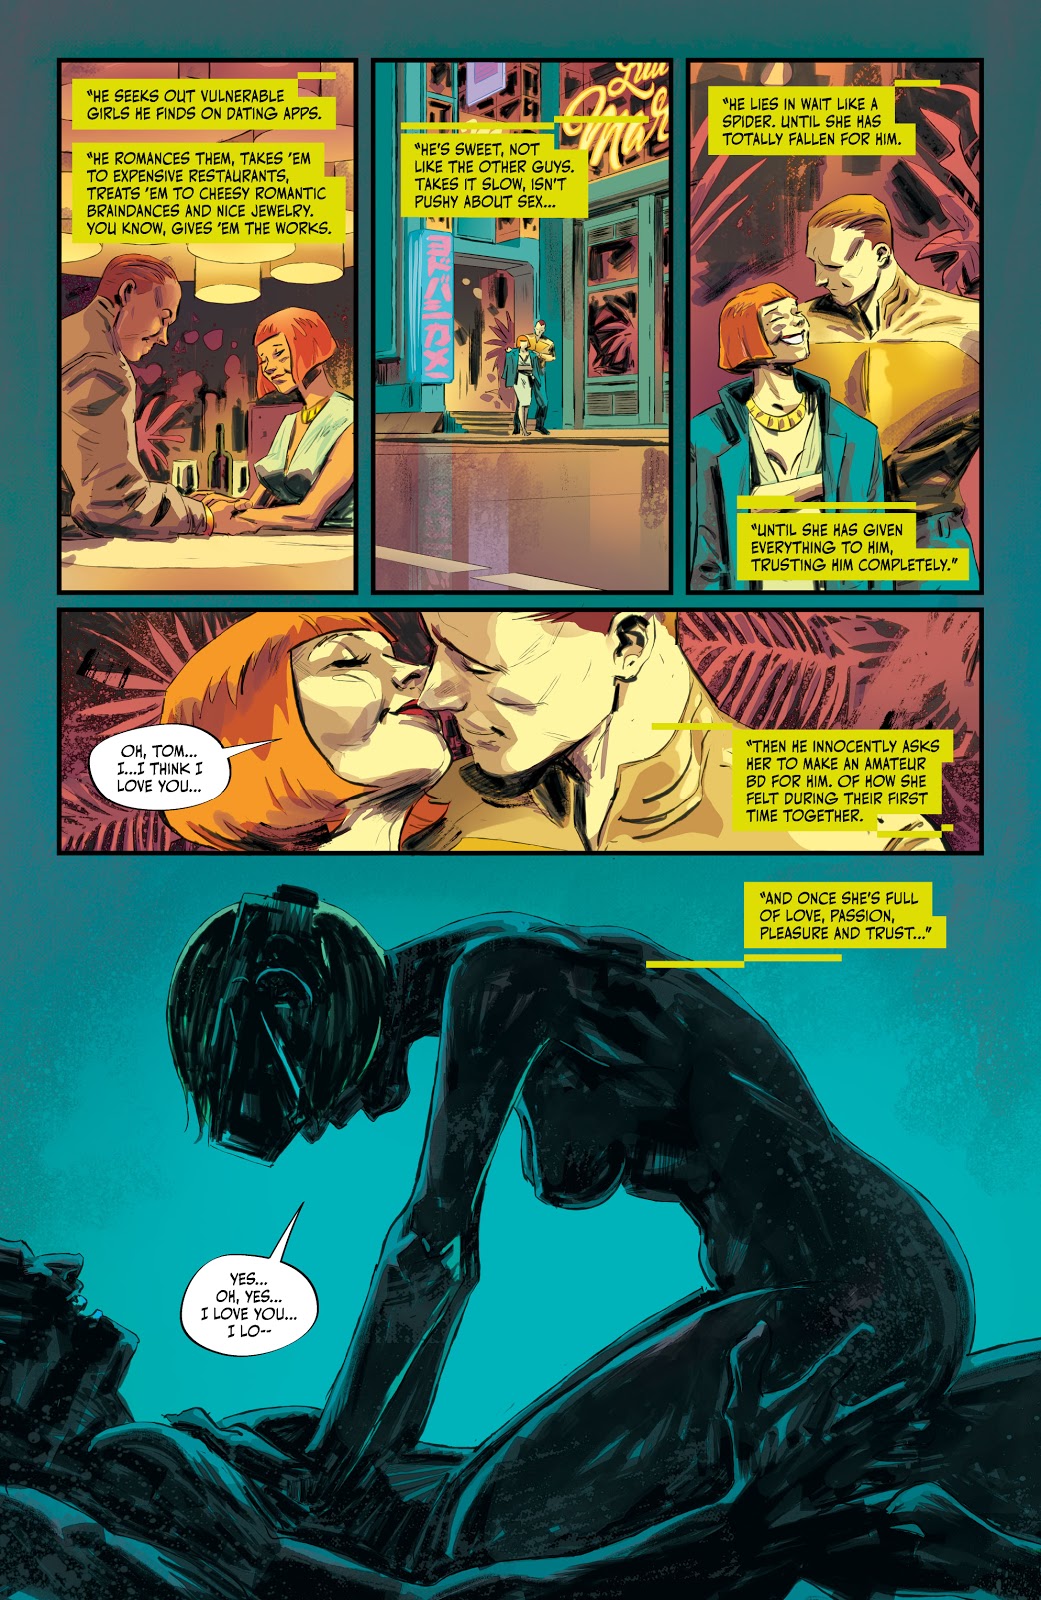 "HE SEEKS OUT VULNERABLE
GIRLS HE FINDS ON DATING APPS.
"HE ROMANCES THEM, TAKES 'EM
TO EXPENSIVE RESTAURANTS,
TREATS 'EM TO CHEESY ROMANTIC
BRAINDANCES AND NICE JEWELRY.
YOU KNOW, GIVES 'EM THE WORKS.
"HE'S SWEET, NOT
LIKE THE OTHER GUYS.
TAKES IT SLOW, ISN'T
PUSHY ABOUT SEX...
"HE LIES IN WAIT LIKE A
SPIDER. UNTIL SHE HAS
TOTALLY FALLEN FOR HIM.
"UNTIL SHE HAS GIVEN
EVERYTHING TO HIM,
TRUSTING HIM COMPLETELY."
OH, TOM...
I...I THINK I
LOVE YOU...
"THEN HE INNOCENTLY ASKS
HER TO MAKE AN AMATEUR
BD FOR HIM. OF HOW SHE
FELT DURING THEIR FIRST
TIME TOGETHER.
"AND ONCE SHE'S FULL
OF LOVE, PASSION,
PLEASURE AND TRUST..."
YES...
OH, YES...
I LOVE YOU...
I LO--